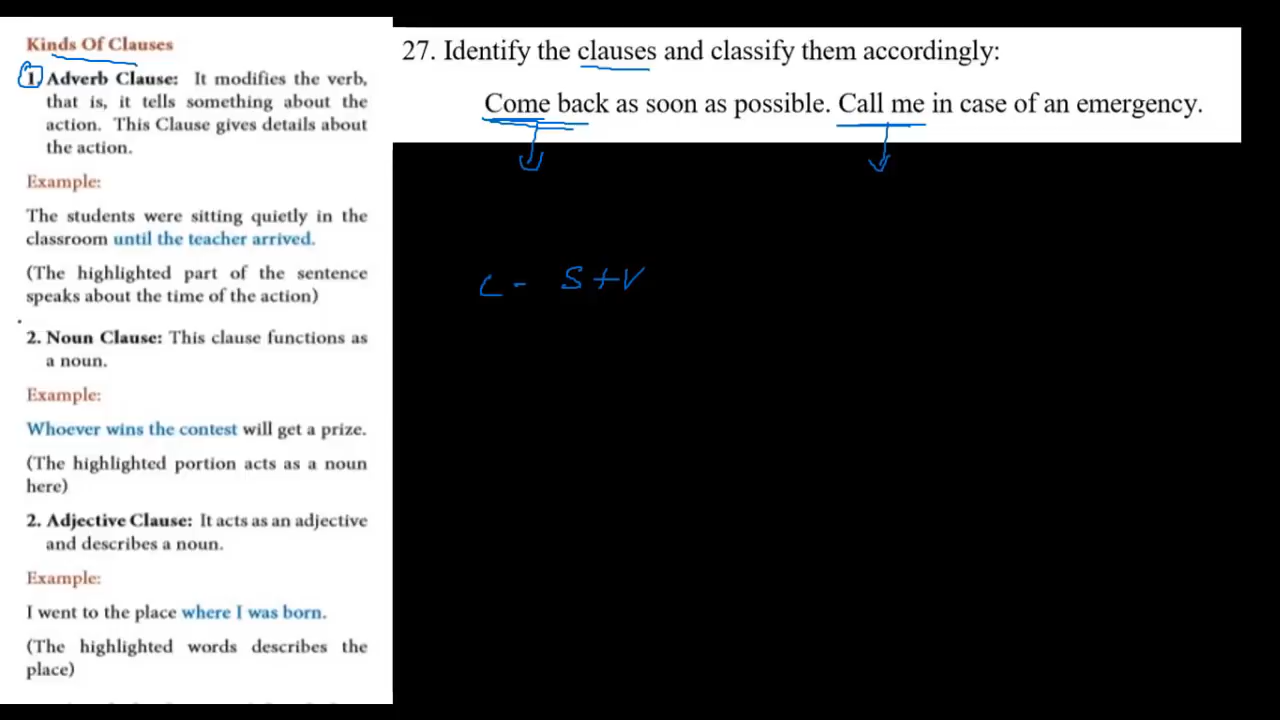 Kinds Of Clauses
1. Adverb Clause: It modifies the verb,
that is, it tells something about the
action. This Clause gives details about
the action.
Example:
The students were sitting quietly in the
classroom until the teacher arrived.
(The highlighted part of the sentence
speaks about the time of the action)
2. Noun Clause: This clause functions as
a noun.
Example:
Whoever wins the contest will get a prize.
(The highlighted portion acts as a noun
here)
2. Adjective Clause: It acts as an adjective
and describes a noun.
Example:
I went to the place where I was born.
(The highlighted words describes the
place)
27. Identify the clauses and classify them accordingly:
Come back as soon as possible. Call me in case of an emergency.
C - S + V